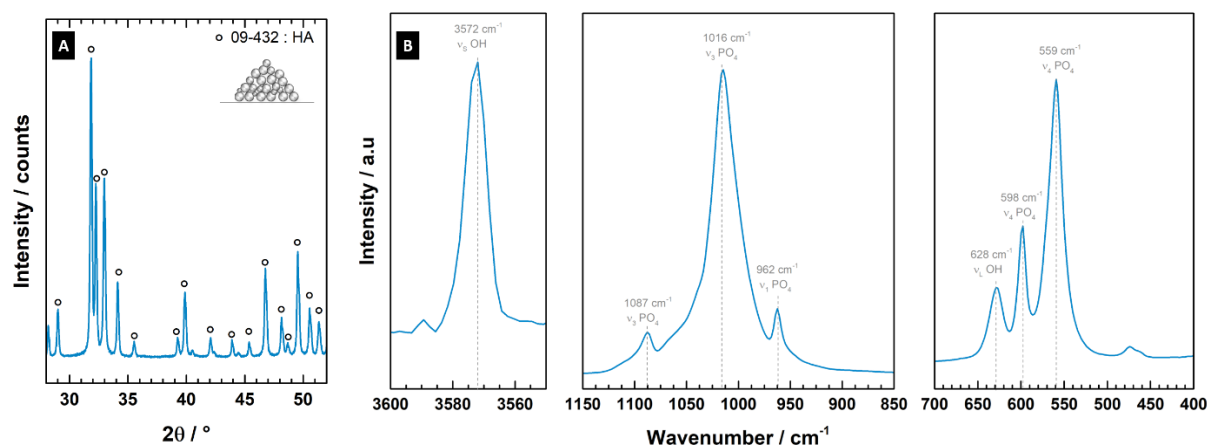 A
09-432 : HA
Intensity / counts
30 35 40 45 50
2θ / °
B
Intensity / a.u
3572 cm⁻¹
νS OH
3600 3580 3560
1087 cm⁻¹
ν3 PO4
1016 cm⁻¹
ν3 PO4
962 cm⁻¹
ν1 PO4
1150 1100 1050 1000 950 900 850
628 cm⁻¹
νL OH
598 cm⁻¹
ν4 PO4
559 cm⁻¹
ν4 PO4
700 650 600 550 500 450 400
Wavenumber / cm⁻¹